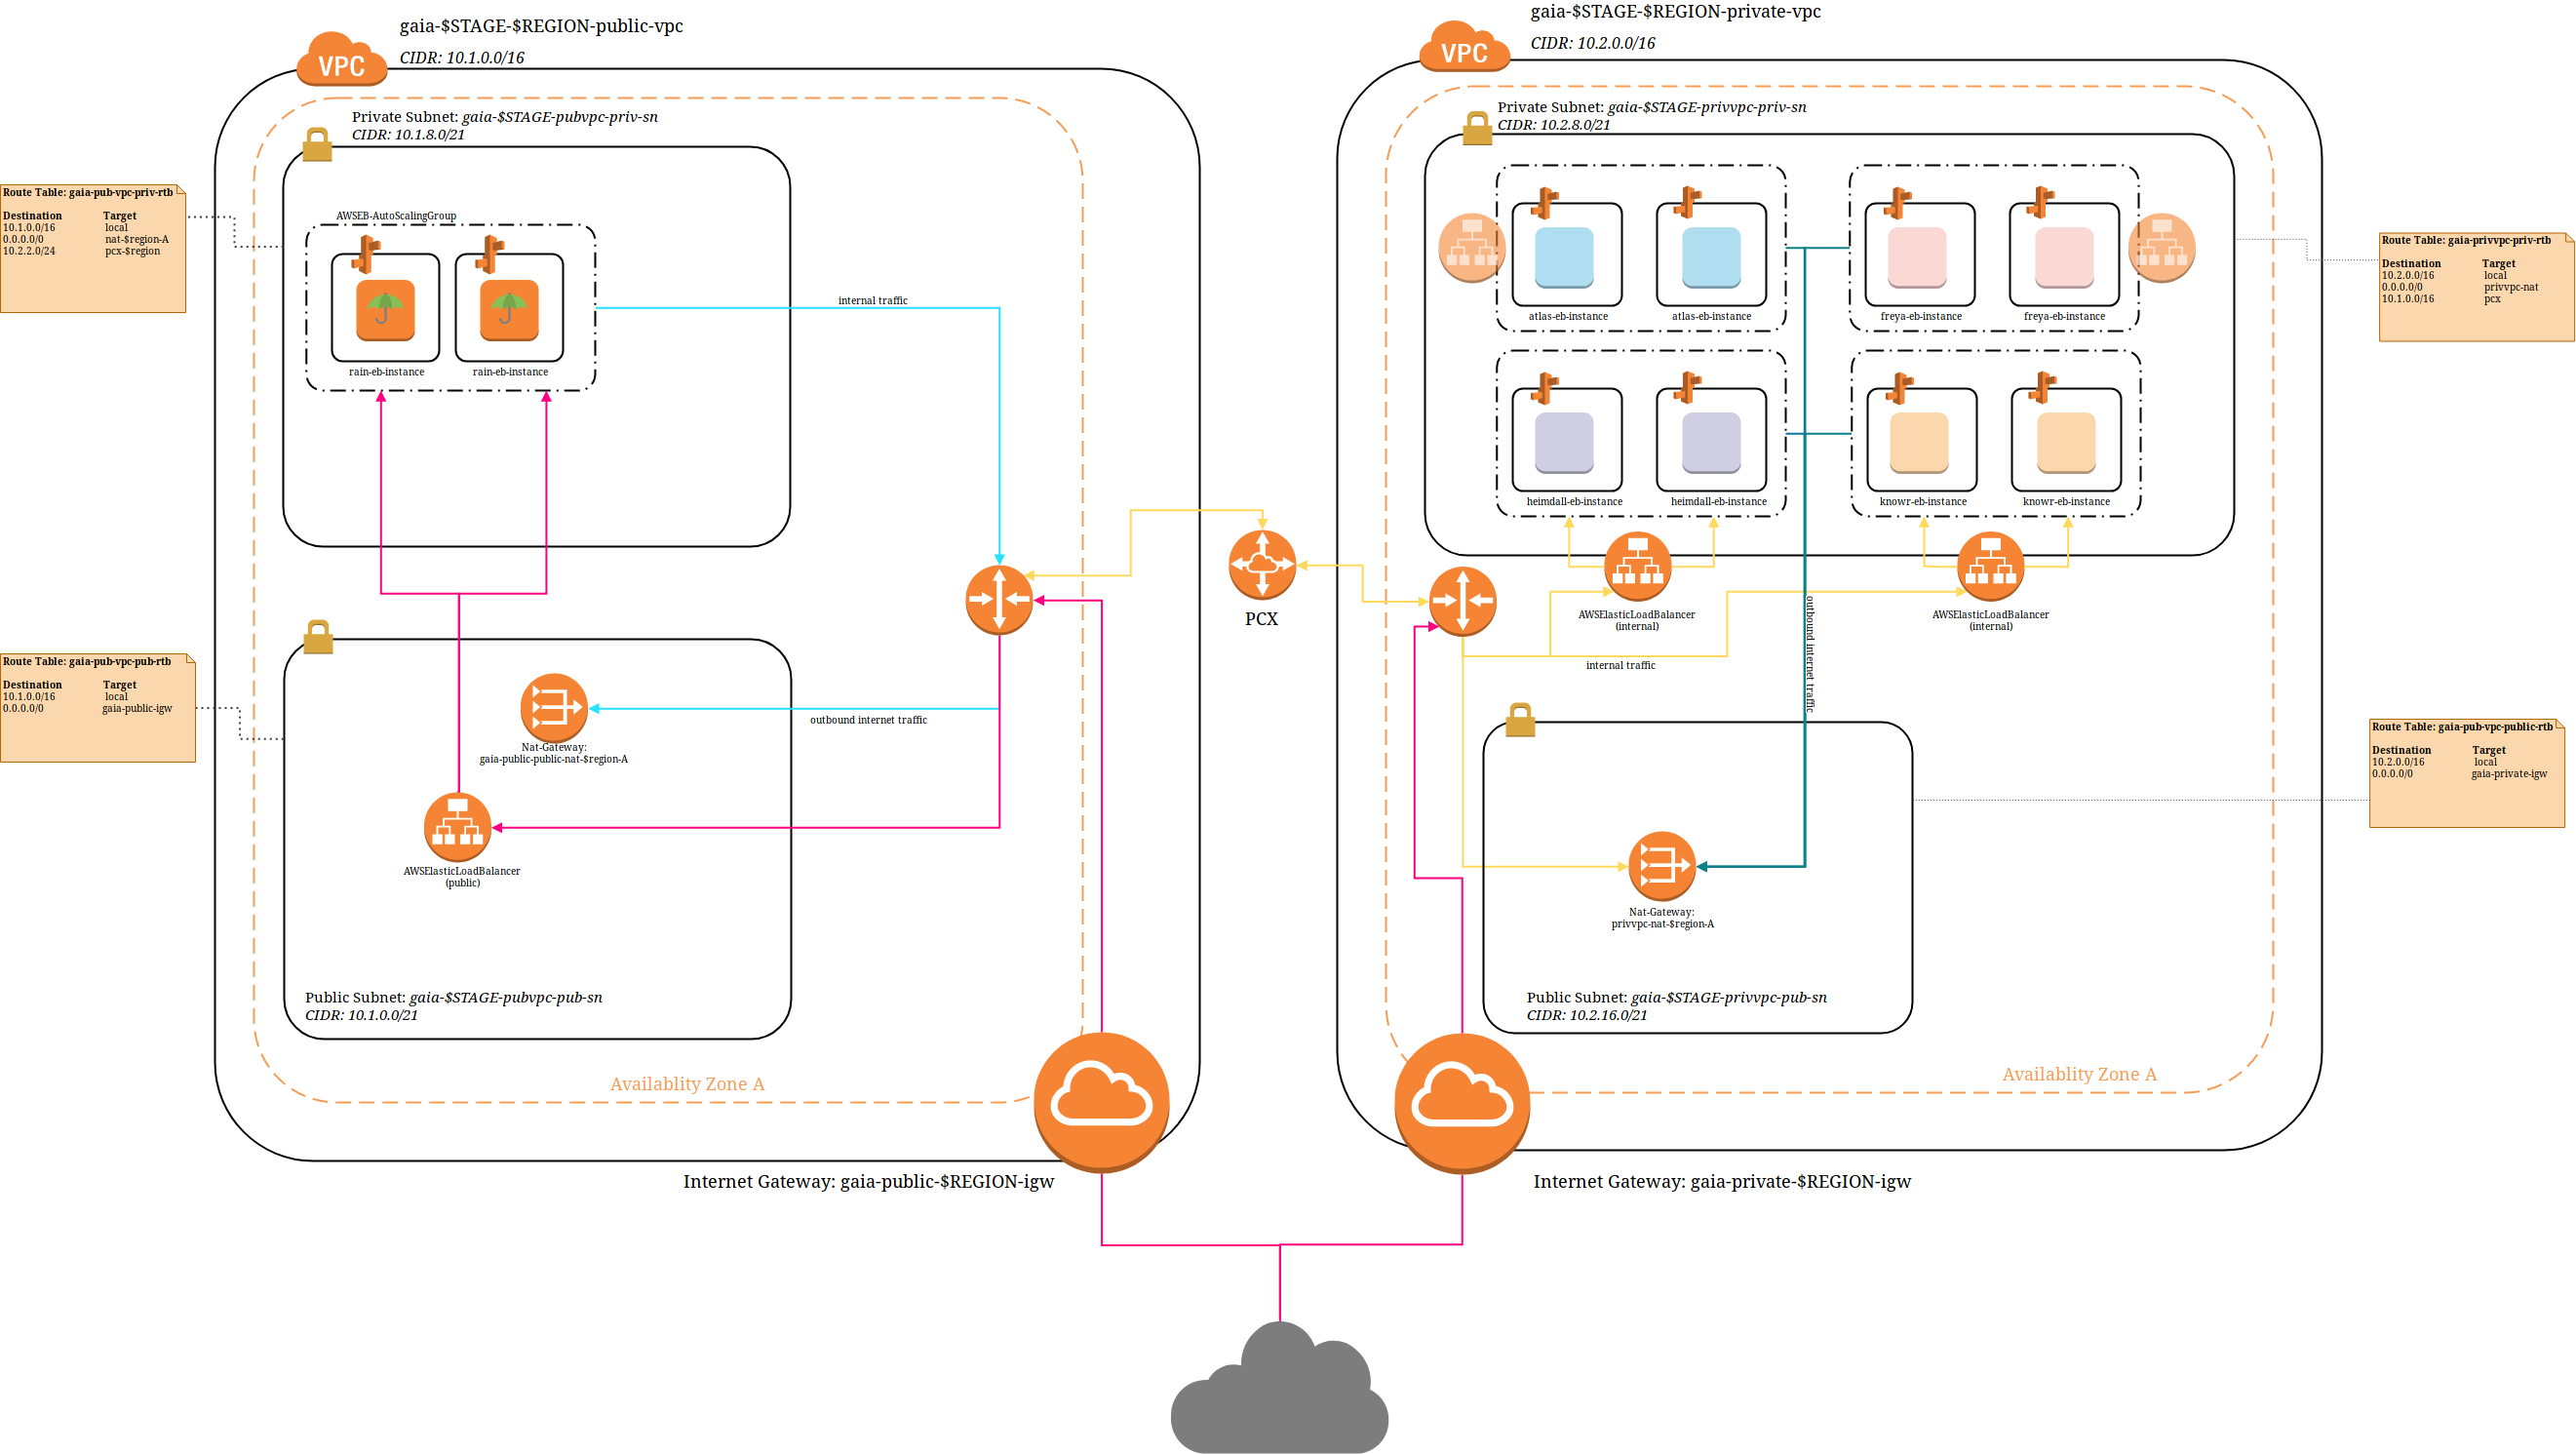 gaia-$STAGE-$REGION-public-vpc
CIDR: 10.1.0.0/16
VPC
Private Subnet: gaia-$STAGE-pubvpc-priv-sn
CIDR: 10.1.8.0/21
Route Table: gaia-pub-vpc-priv-rtb
Destination Target
10.1.0.0/16 local
0.0.0.0/0 nat-$region-A
10.2.2.0/24 pcx-$region
AWSEB-AutoScalingGroup
rain-eb-instance
rain-eb-instance
internal traffic
Route Table: gaia-pub-vpc-pub-rtb
Destination Target
10.1.0.0/16 local
0.0.0.0/0 gaia-public-igw
outbound internet traffic
Nat-Gateway:
gaia-public-public-nat-$region-A
AWSElasticLoadBalancer
(public)
Public Subnet: gaia-$STAGE-pubvpc-pub-sn
CIDR: 10.1.0.0/21
Availablity Zone A
Internet Gateway: gaia-public-$REGION-igw
PCX
gaia-$STAGE-$REGION-private-vpc
CIDR: 10.2.0.0/16
VPC
Private Subnet: gaia-$STAGE-privvpc-priv-sn
CIDR: 10.2.8.0/21
atlas-eb-instance
atlas-eb-instance
freya-eb-instance
freya-eb-instance
heimdall-eb-instance
heimdall-eb-instance
knowr-eb-instance
knowr-eb-instance
Route Table: gaia-privvpc-priv-rtb
Destination Target
10.2.0.0/16 local
0.0.0.0/0 privvpc-nat
10.1.0.0/16 pcx
AWSElasticLoadBalancer
(internal)
AWSElasticLoadBalancer
(internal)
internal traffic
outbound internet traffic
Route Table: gaia-pub-vpc-public-rtb
Destination Target
10.2.0.0/16 local
0.0.0.0/0 gaia-private-igw
Nat-Gateway:
privvpc-nat-$region-A
Public Subnet: gaia-$STAGE-privvpc-pub-sn
CIDR: 10.2.16.0/21
Availablity Zone A
Internet Gateway: gaia-private-$REGION-igw